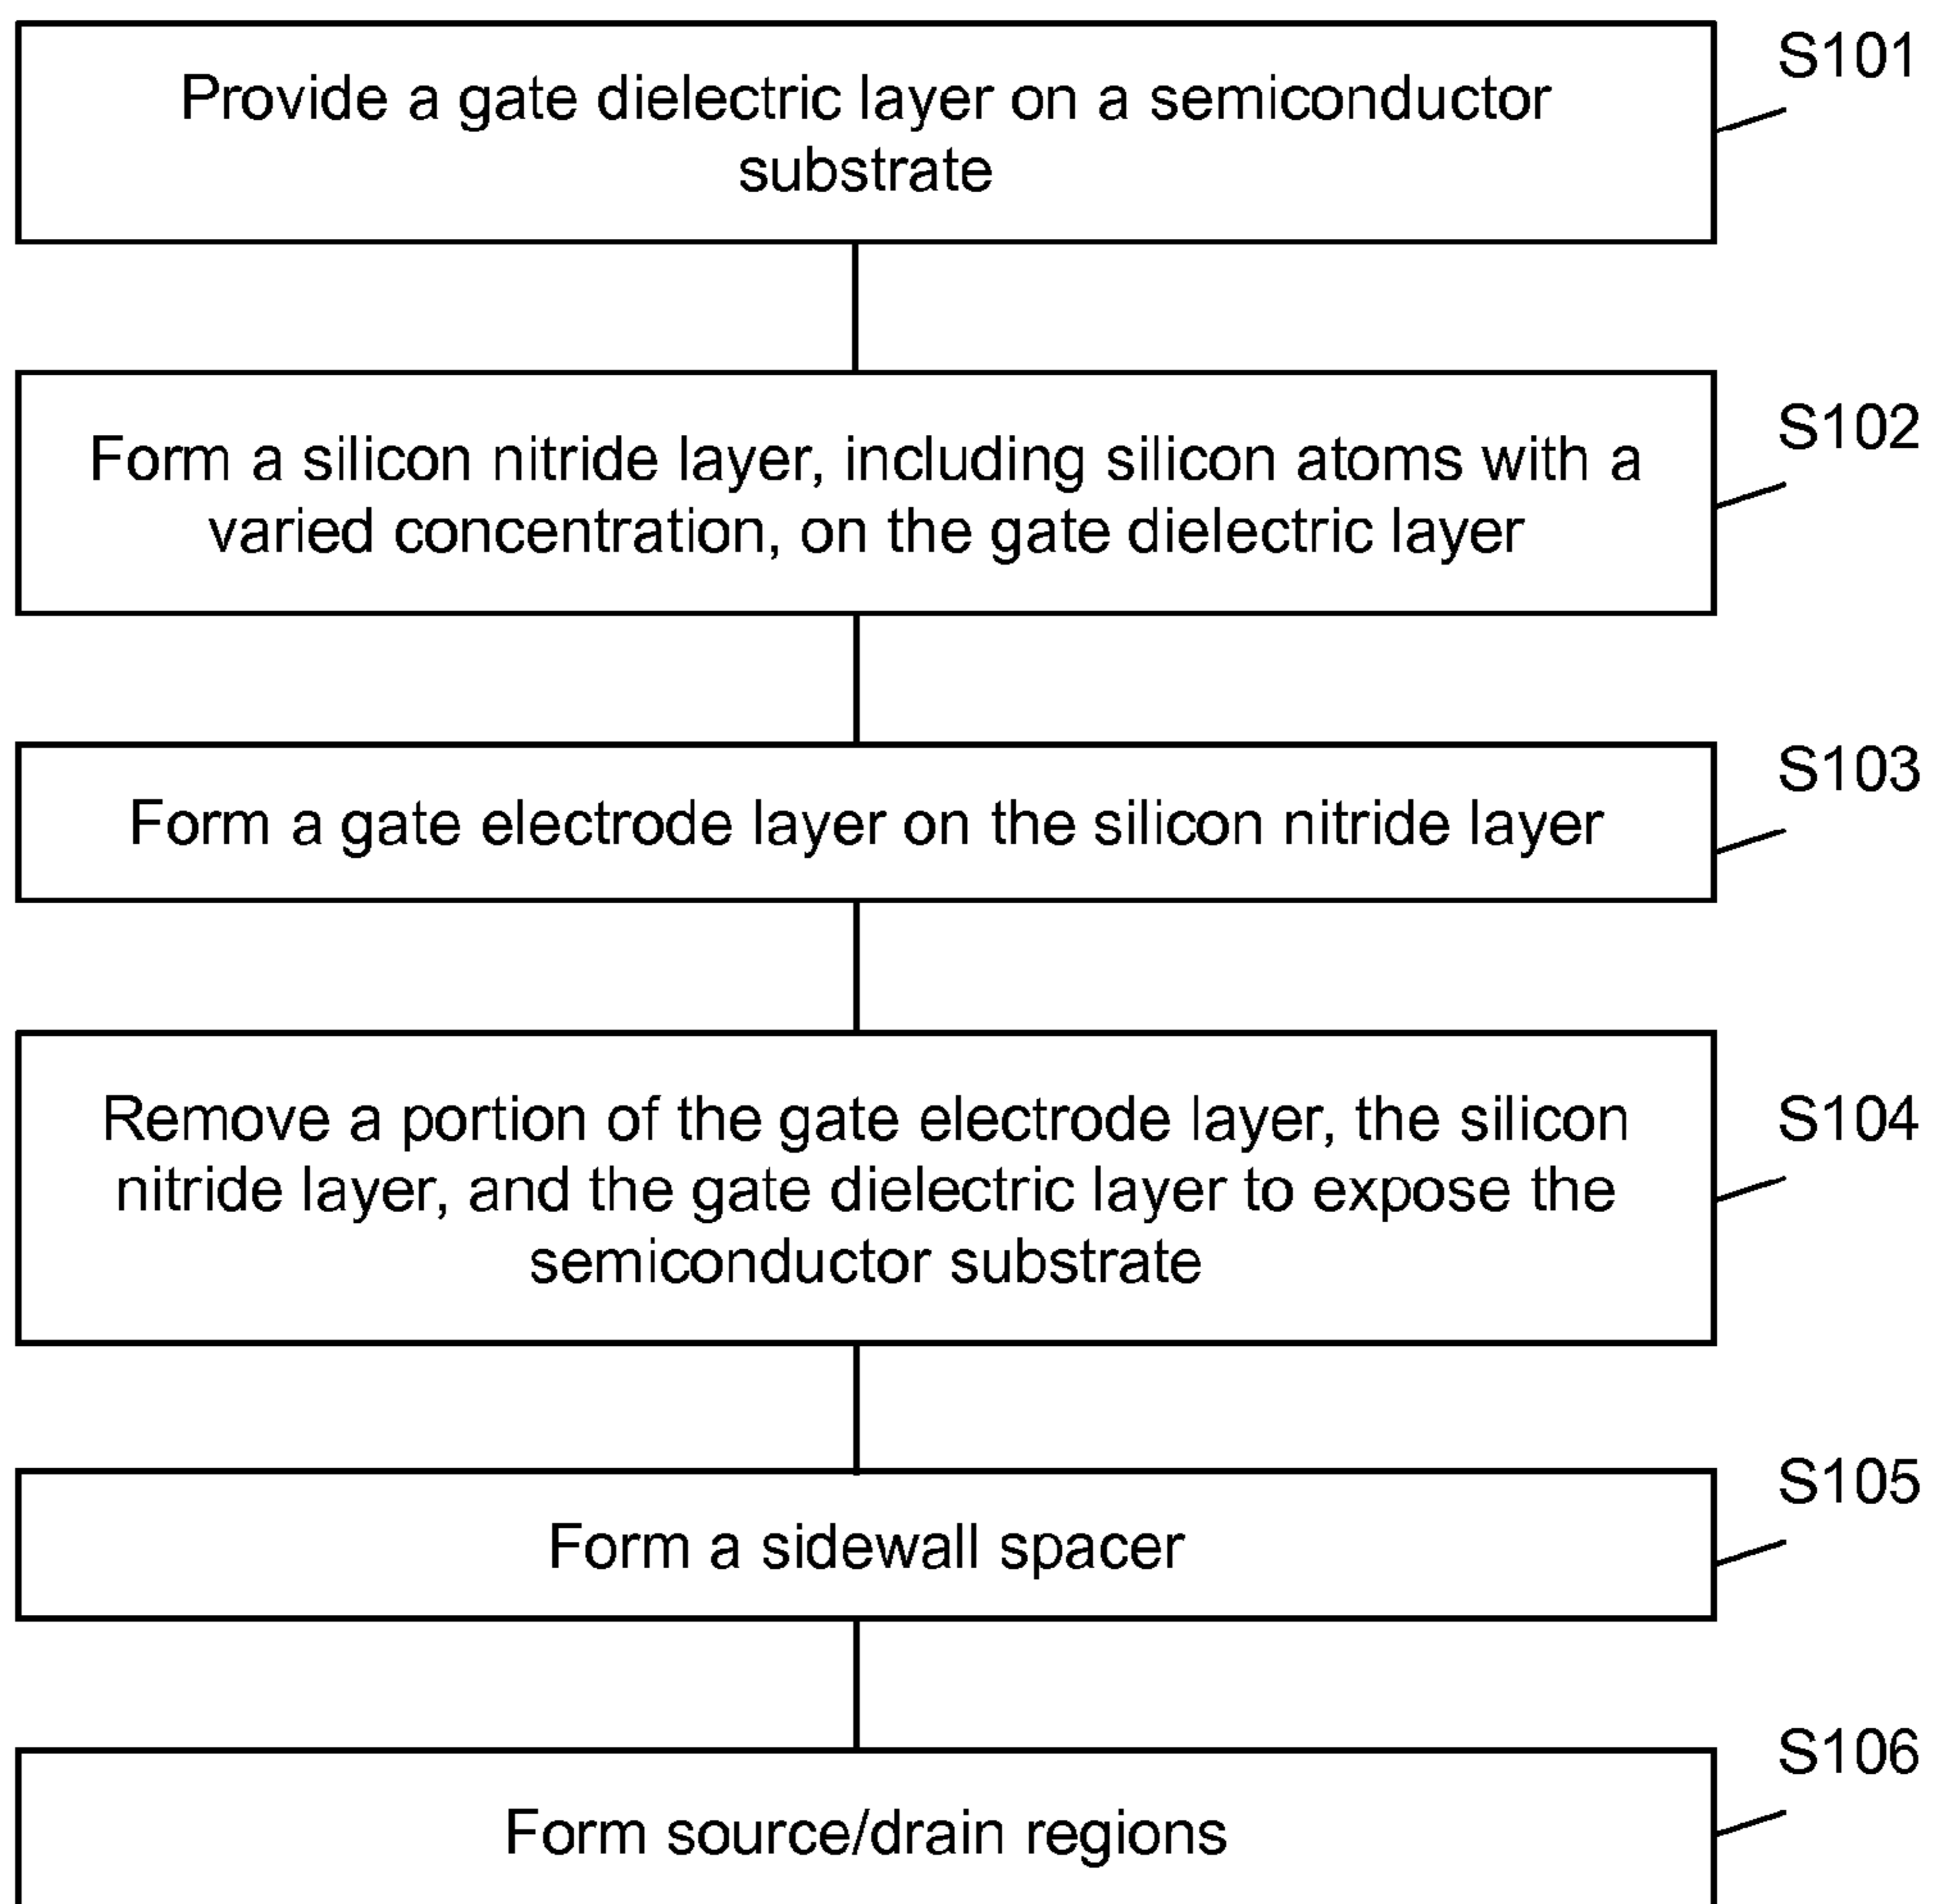 S101
Provide a gate dielectric layer on a semiconductor
substrate
S102
Form a silicon nitride layer, including silicon atoms with a
varied concentration, on the gate dielectric layer
S103
Form a gate electrode layer on the silicon nitride layer
S104
Remove a portion of the gate electrode layer, the silicon
nitride layer, and the gate dielectric layer to expose the
semiconductor substrate
S105
Form a sidewall spacer
S106
Form source/drain regions